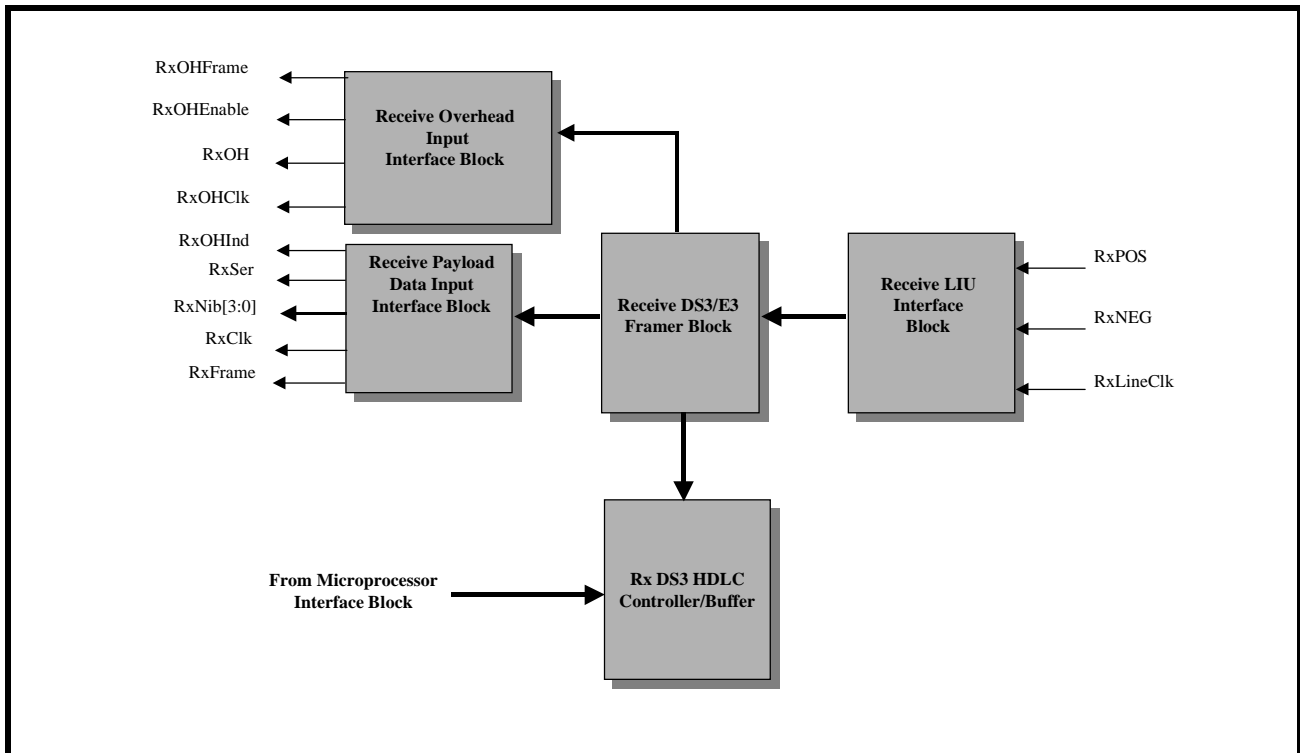 RxOHFrame
RxOHEnable
RxOH
RxOHClk
Receive Overhead
Input
Interface Block
RxOHInd
RxSer
RxNib[3:0]
RxClk
RxFrame
Receive Payload
Data Input
Interface Block
Receive DS3/E3
Framer Block
Receive LIU
Interface
Block
RxPOS
RxNEG
RxLineClk
From Microprocessor
Interface Block
Rx DS3 HDLC
Controller/Buffer